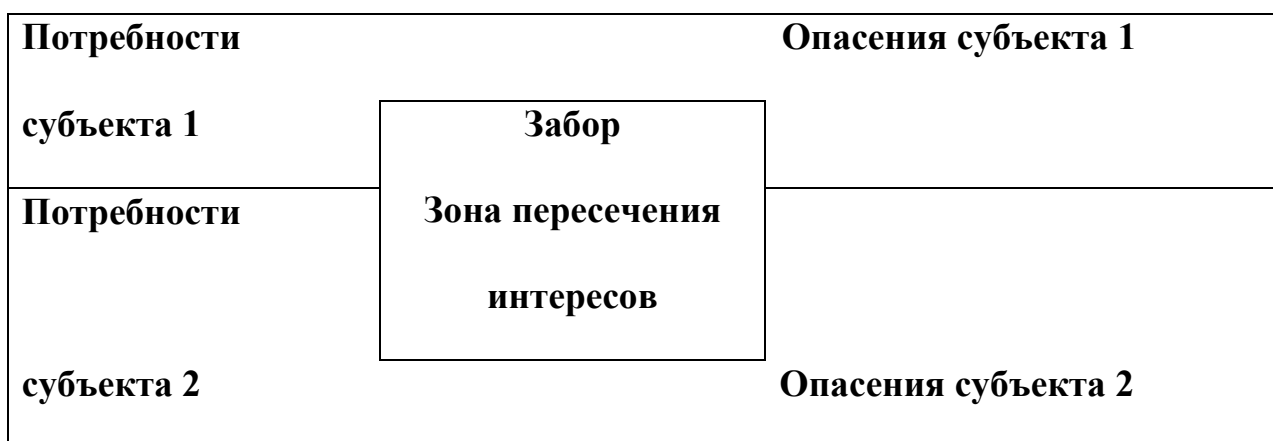 Потребности
субъекта 1
Опасения субъекта 1
Забор
Зона пересечения
интересов
Потребности
субъекта 2
Опасения субъекта 2